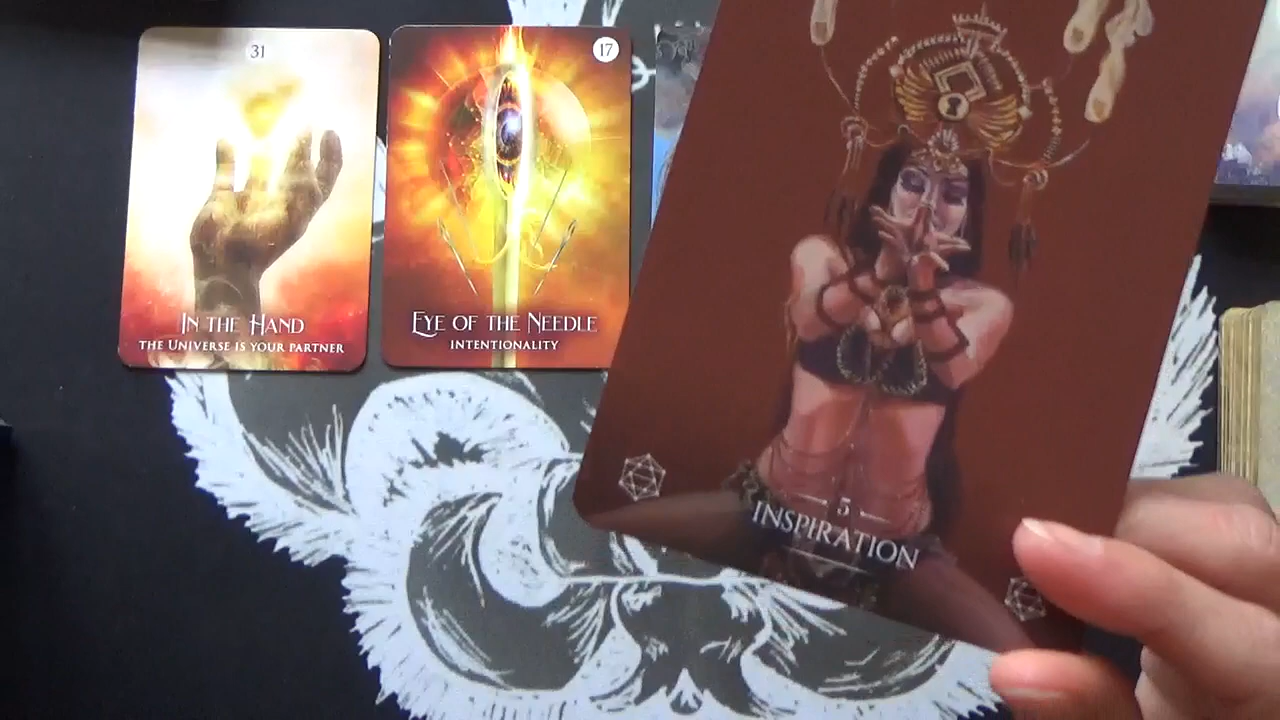 31
IN THE HAND
THE UNIVERSE IS YOUR PARTNER
17
EYE OF THE NEEDLE
INTENTIONALITY
5
INSPIRATION